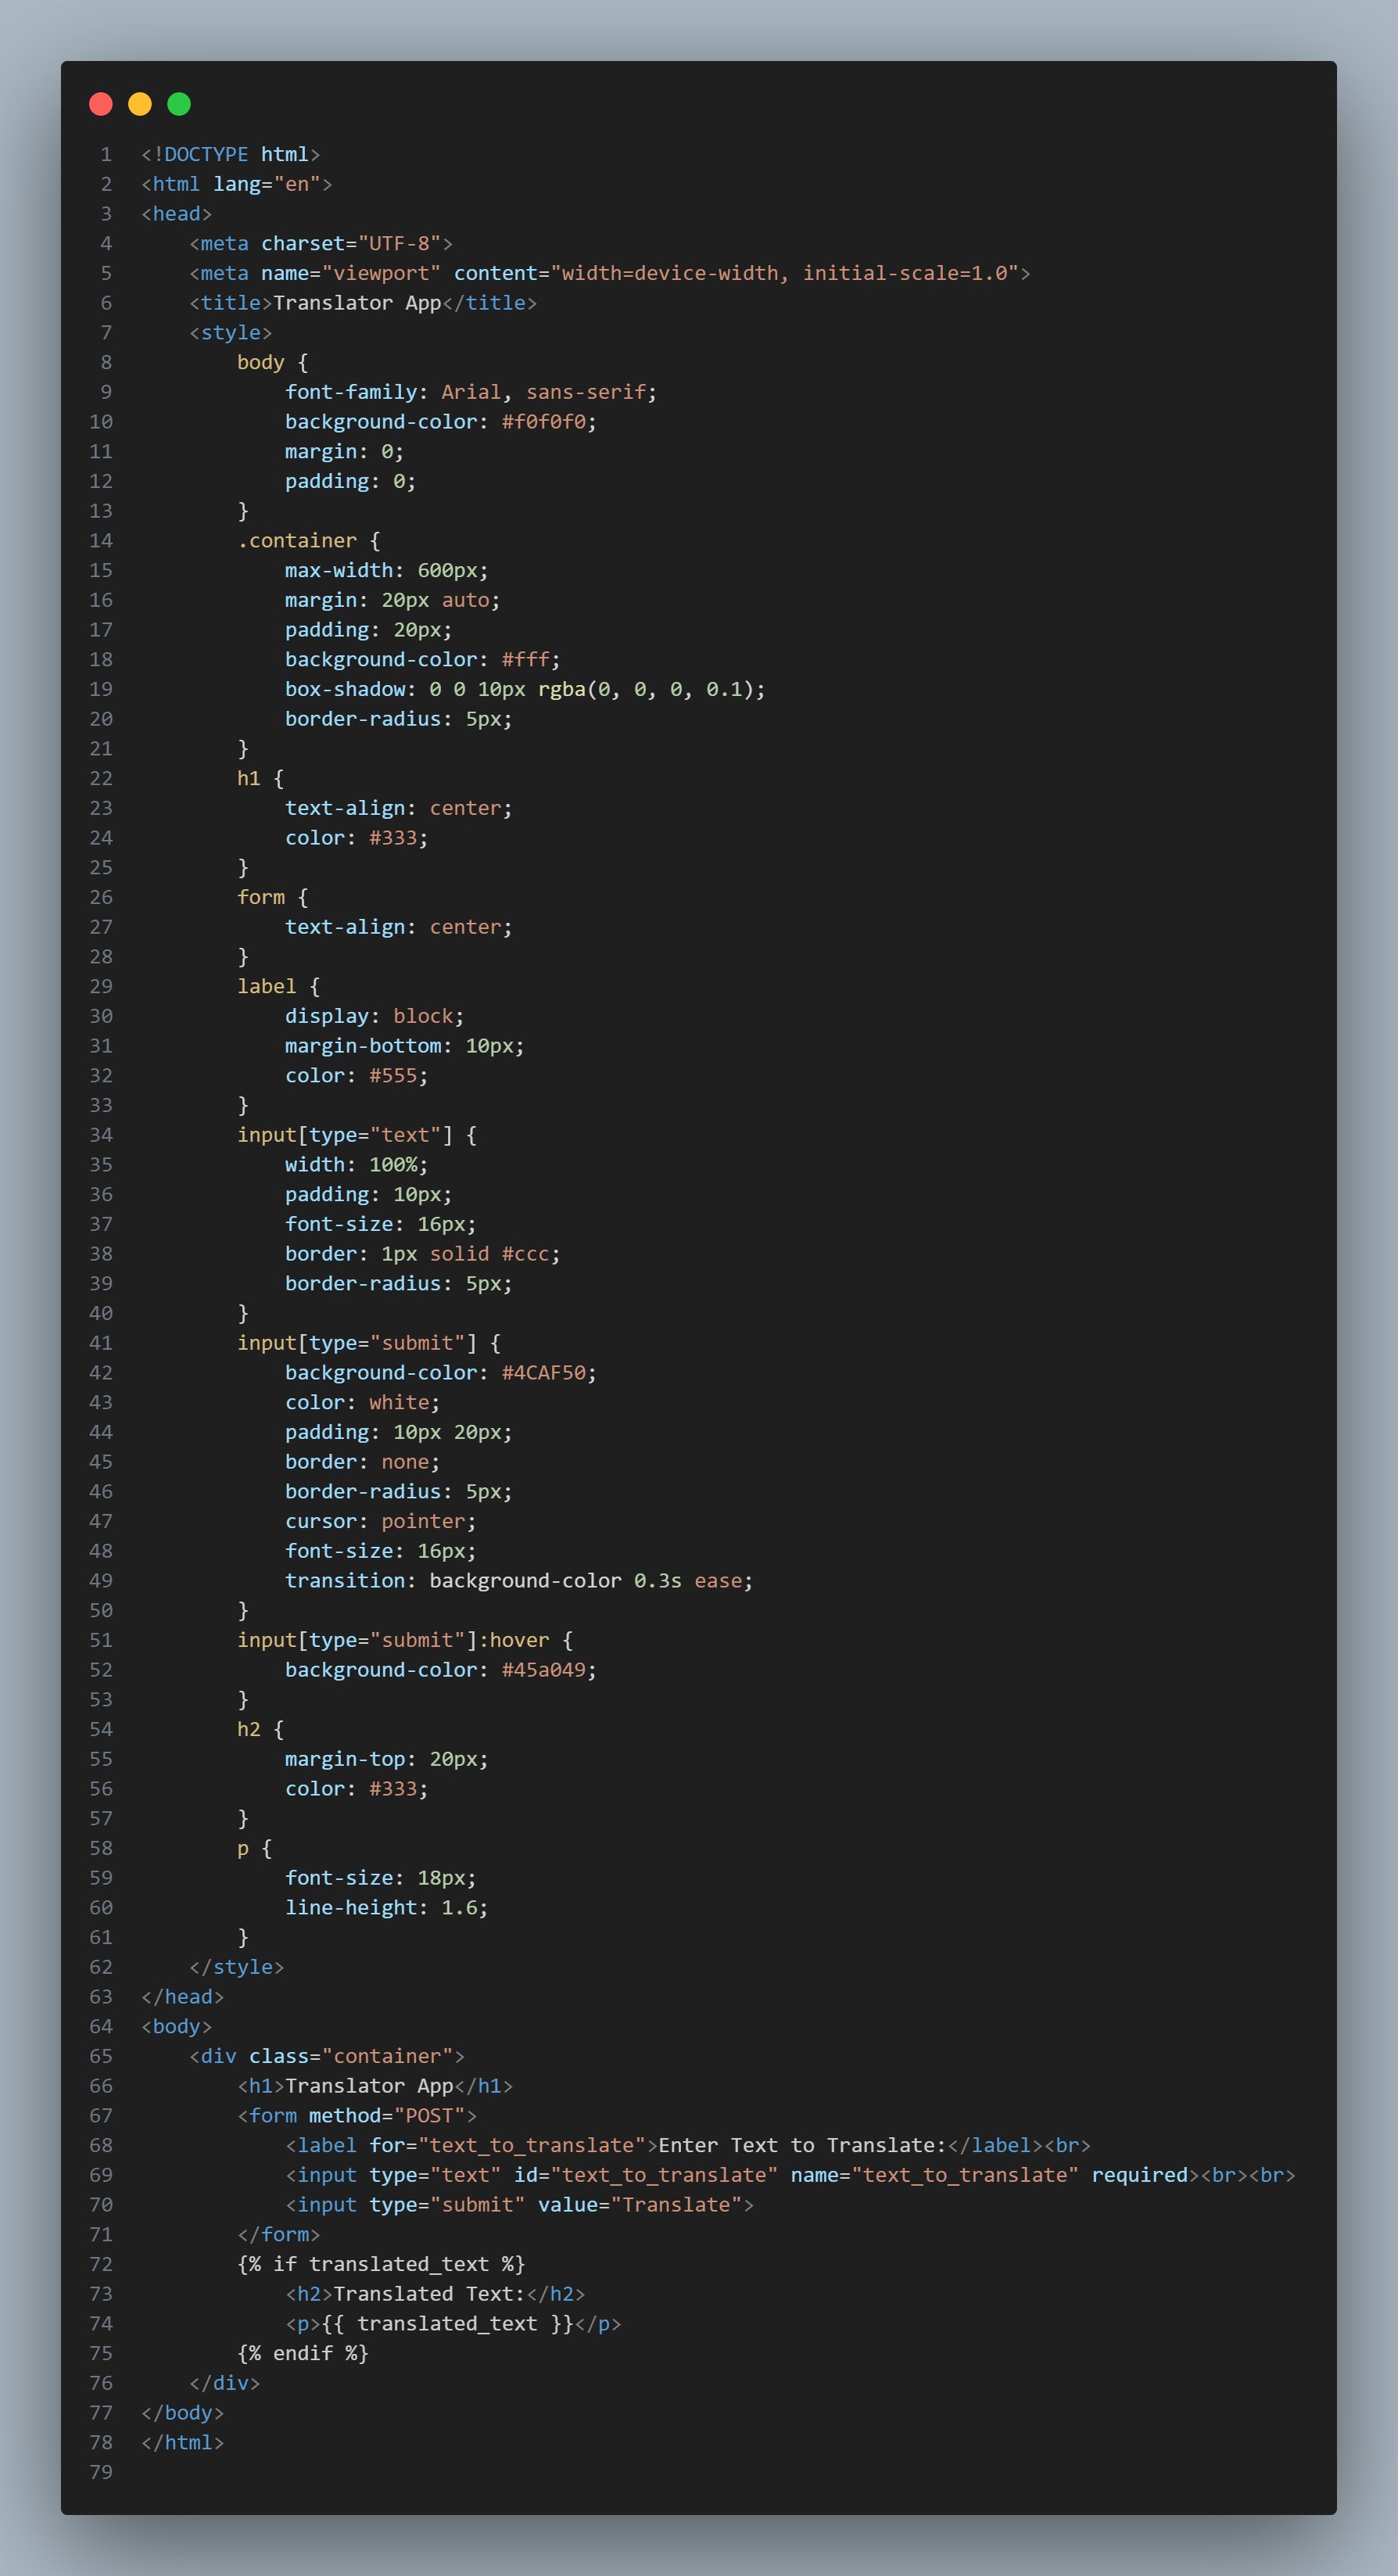 1 <!DOCTYPE html>
2 <html lang="en">
3 <head>
4     <meta charset="UTF-8">
5     <meta name="viewport" content="width=device-width, initial-scale=1.0">
6     <title>Translator App</title>
7     <style>
8         body {
9             font-family: Arial, sans-serif;
10             background-color: #f0f0f0;
11             margin: 0;
12             padding: 0;
13         }
14         .container {
15             max-width: 600px;
16             margin: 20px auto;
17             padding: 20px;
18             background-color: #fff;
19             box-shadow: 0 0 10px rgba(0, 0, 0, 0.1);
20             border-radius: 5px;
21         }
22         h1 {
23             text-align: center;
24             color: #333;
25         }
26         form {
27             text-align: center;
28         }
29         label {
30             display: block;
31             margin-bottom: 10px;
32             color: #555;
33         }
34         input[type="text"] {
35             width: 100%;
36             padding: 10px;
37             font-size: 16px;
38             border: 1px solid #ccc;
39             border-radius: 5px;
40         }
41         input[type="submit"] {
42             background-color: #4CAF50;
43             color: white;
44             padding: 10px 20px;
45             border: none;
46             border-radius: 5px;
47             cursor: pointer;
48             font-size: 16px;
49             transition: background-color 0.3s ease;
50         }
51         input[type="submit"]:hover {
52             background-color: #45a049;
53         }
54         h2 {
55             margin-top: 20px;
56             color: #333;
57         }
58         p {
59             font-size: 18px;
60             line-height: 1.6;
61         }
62     </style>
63 </head>
64 <body>
65     <div class="container">
66         <h1>Translator App</h1>
67         <form method="POST">
68             <label for="text_to_translate">Enter Text to Translate:</label><br>
69             <input type="text" id="text_to_translate" name="text_to_translate" required><br><br>
70             <input type="submit" value="Translate">
71         </form>
72         {% if translated_text %}
73             <h2>Translated Text:</h2>
74             <p>{{ translated_text }}</p>
75         {% endif %}
76     </div>
77 </body>
78 </html>
79